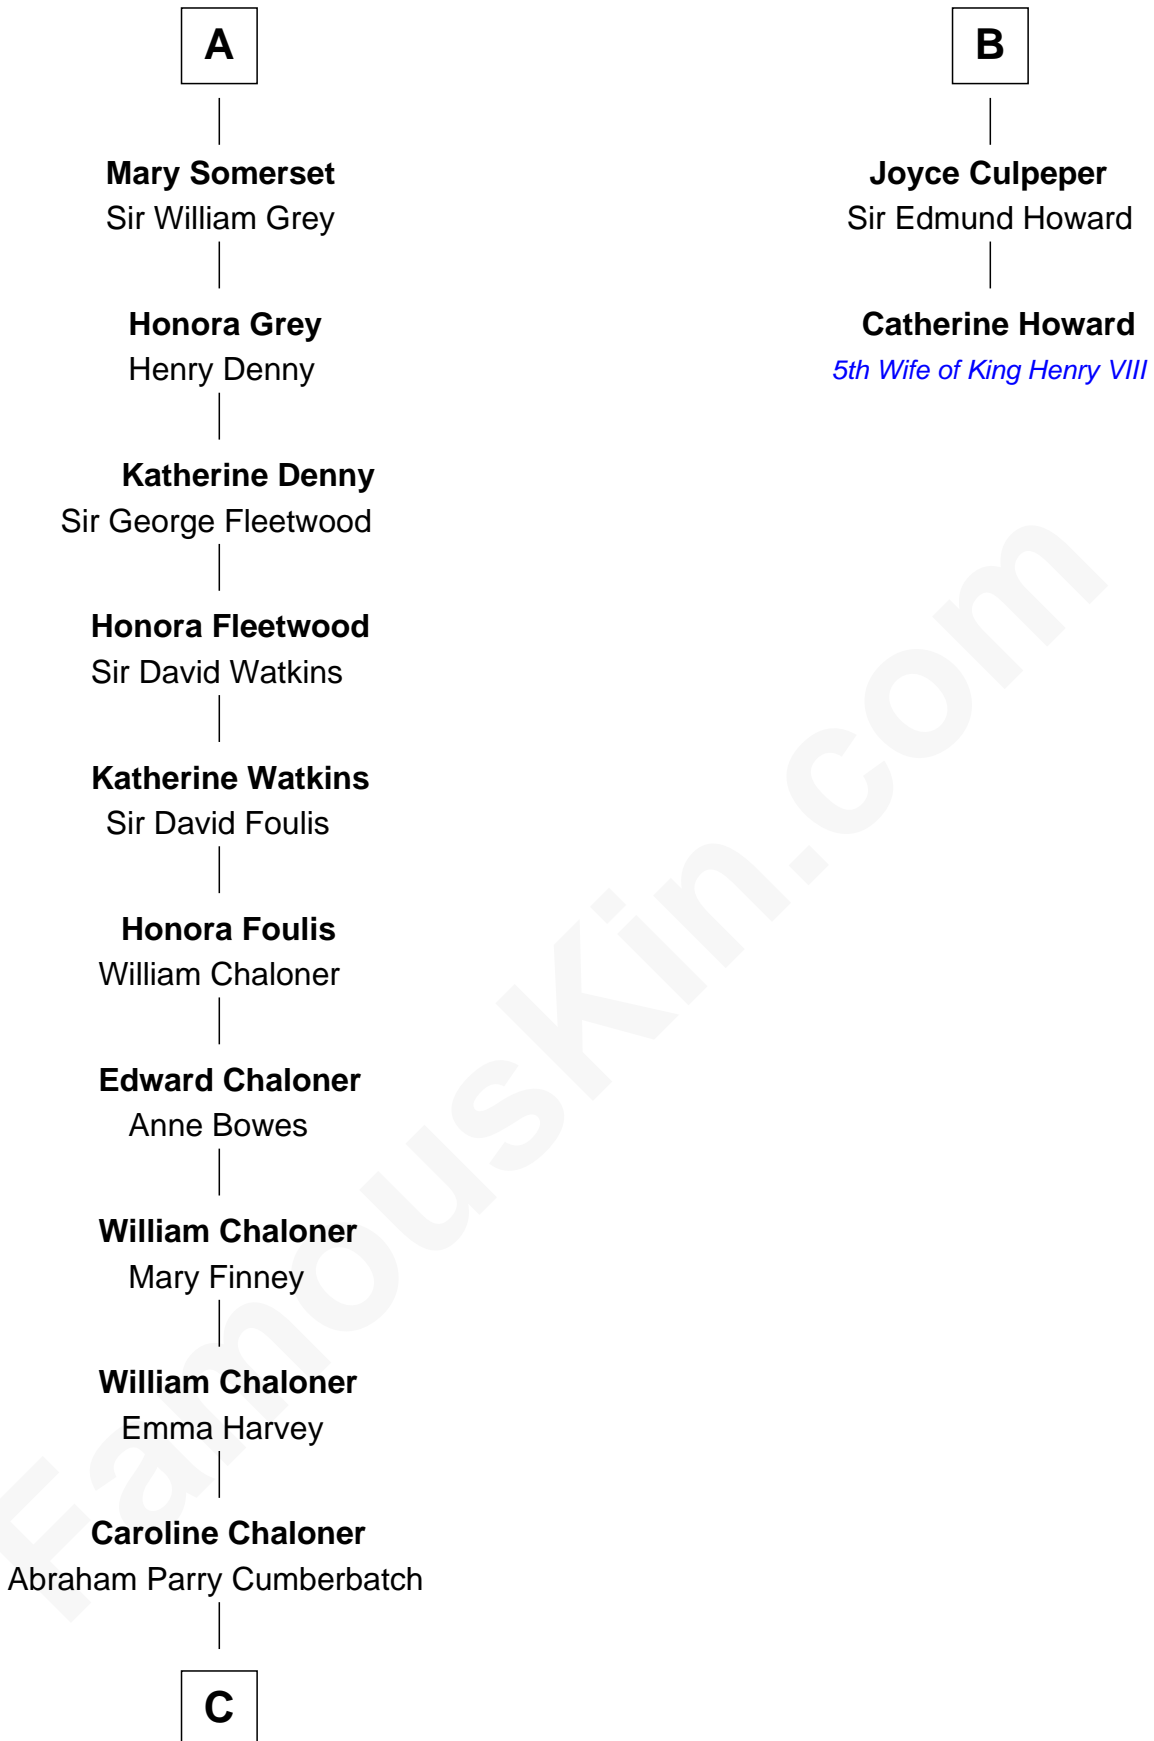 A
Mary Somerset
Sir William Grey
Honora Grey
Henry Denny
Katherine Denny
Sir George Fleetwood
Honora Fleetwood
Sir David Watkins
Katherine Watkins
Sir David Foulis
Honora Foulis
William Chaloner
Edward Chaloner
Anne Bowes
William Chaloner
Mary Finney
William Chaloner
Emma Harvey
Caroline Chaloner
Abraham Parry Cumberbatch
C
B
Joyce Culpeper
Sir Edmund Howard
Catherine Howard
5th Wife of King Henry VIII
FamousKin.com